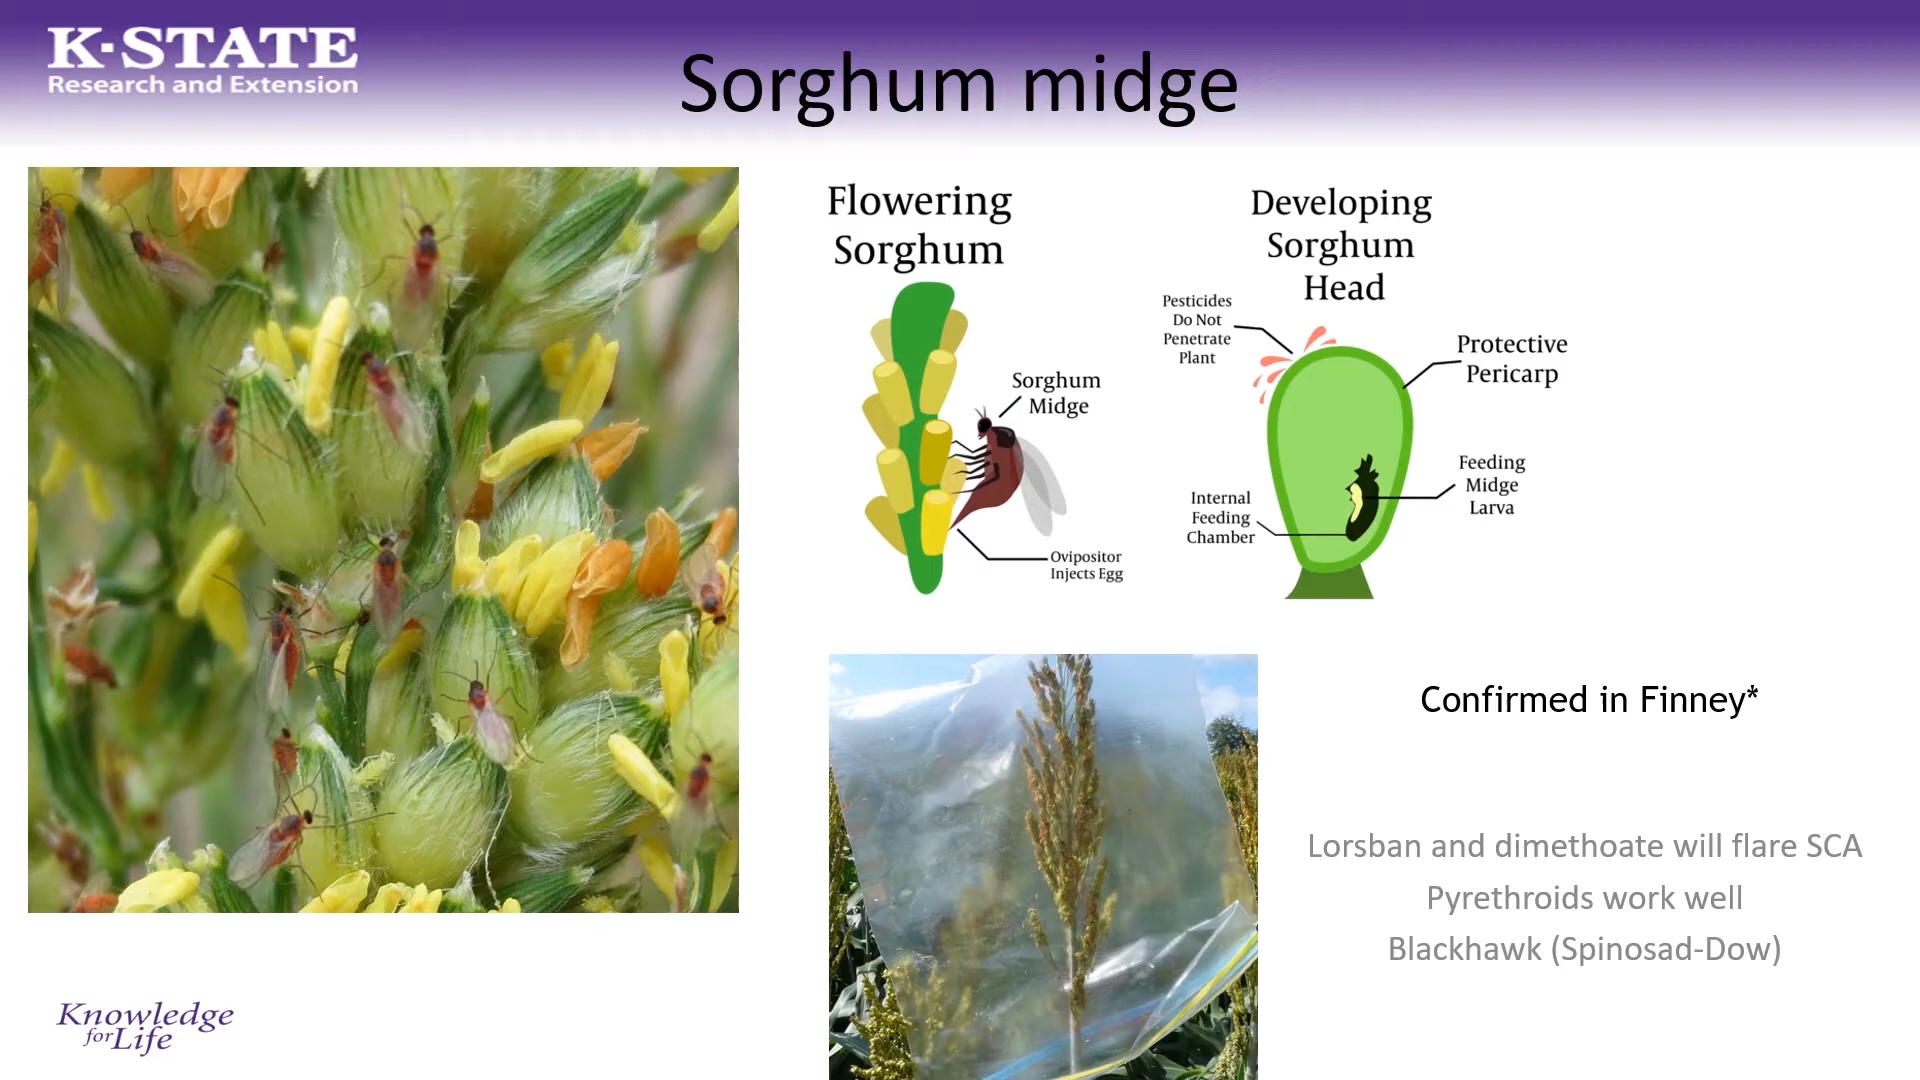 K-STATE
Research and Extension
Sorghum midge
Flowering
Sorghum
Sorghum
Midge
Ovipositor
Injects Egg
Developing
Sorghum
Head
Pesticides
Do Not
Penetrate
Plant
Protective
Pericarp
Feeding
Midge
Larva
Internal
Feeding
Chamber
Confirmed in Finney*
Lorsban and dimethoate will flare SCA
Pyrethroids work well
Blackhawk (Spinosad-Dow)
Knowledge
for Life